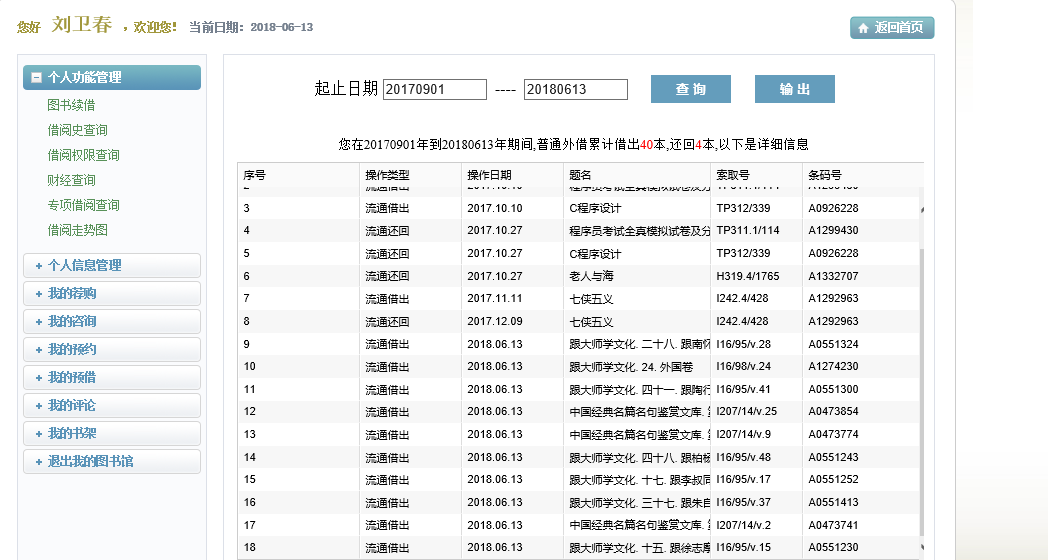 您好 刘卫春 ，欢迎您! 当前日期：2018-06-13
返回首页
个人功能管理
图书续借
借阅史查询
借阅权限查询
财经查询
专项借阅查询
借阅走势图
+ 个人信息管理
+ 我的荐购
+ 我的咨询
+ 我的预约
+ 我的预借
+ 我的评论
+ 我的书架
+ 退出我的图书馆
起止日期 20170901 ---- 20180613 查 询 输 出
您在20170901年到20180613年期间,普通外借累计借出40本,还回4本,以下是详细信息
序号 操作类型 操作日期 题名 索取号 条码号
3 流通借出 2017.10.10 C程序设计 TP312/339 A0926228
4 流通还回 2017.10.27 程序员考试全真模拟试卷及分 TP311.1/114 A1299430
5 流通还回 2017.10.27 C程序设计 TP312/339 A0926228
6 流通还回 2017.10.27 老人与海 H319.4/1765 A1332707
7 流通借出 2017.11.11 七侠五义 I242.4/428 A1292963
8 流通还回 2017.12.09 七侠五义 I242.4/428 A1292963
9 流通借出 2018.06.13 跟大师学文化. 二十八. 跟南怀 I16/95/v.28 A0551324
10 流通借出 2018.06.13 跟大师学文化. 24. 外国卷 I16/98/v.24 A1274230
11 流通借出 2018.06.13 跟大师学文化. 四十一. 跟陶行 I16/95/v.41 A0551300
12 流通借出 2018.06.13 中国经典名篇名句鉴赏文库. I207/14/v.25 A0473854
13 流通借出 2018.06.13 中国经典名篇名句鉴赏文库. I207/14/v.9 A0473774
14 流通借出 2018.06.13 跟大师学文化. 四十八. 跟柏杨 I16/95/v.48 A0551243
15 流通借出 2018.06.13 跟大师学文化. 十七. 跟李叔同 I16/95/v.17 A0551252
16 流通借出 2018.06.13 跟大师学文化. 三十七. 跟朱自 I16/95/v.37 A0551413
17 流通借出 2018.06.13 中国经典名篇名句鉴赏文库. I207/14/v.2 A0473741
18 流通借出 2018.06.13 跟大师学文化. 十五. 跟徐志摩 I16/95/v.15 A0551230